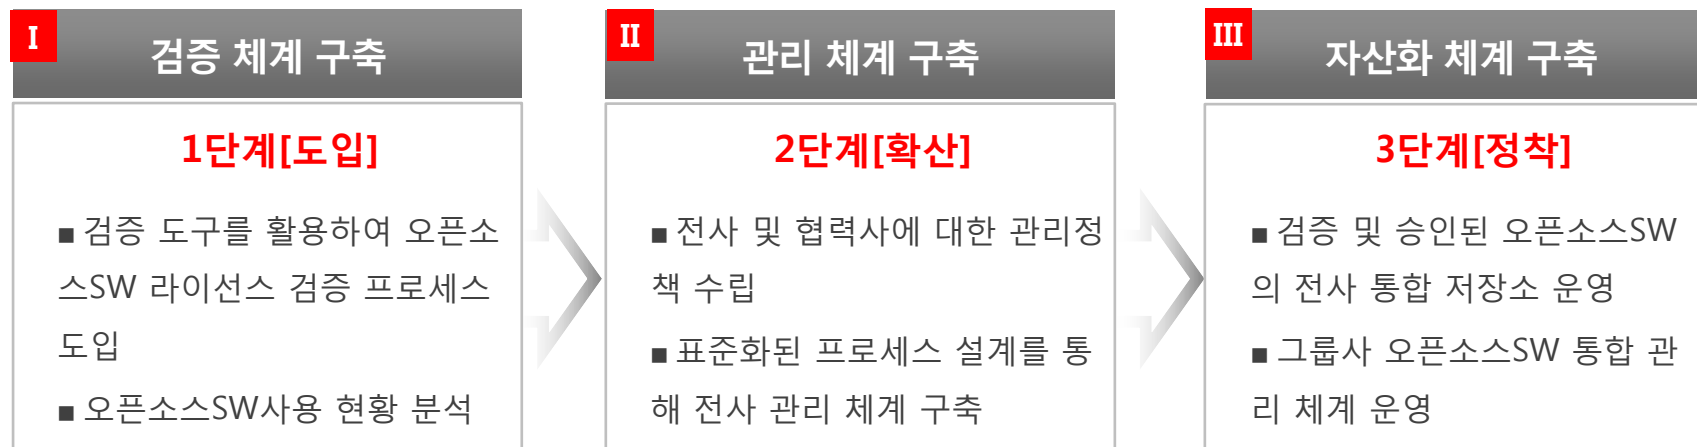 I
검증 체계 구축
1단계[도입]
■ 검증 도구를 활용하여 오픈소
스SW 라이선스 검증 프로세스
도입
■ 오픈소스SW사용 현황 분석
II
관리 체계 구축
2단계[확산]
■ 전사 및 협력사에 대한 관리정
책 수립
■ 표준화된 프로세스 설계를 통
해 전사 관리 체계 구축
III
자산화 체계 구축
3단계[정착]
■ 검증 및 승인된 오픈소스SW
의 전사 통합 저장소 운영
■ 그룹사 오픈소스SW 통합 관
리 체계 운영